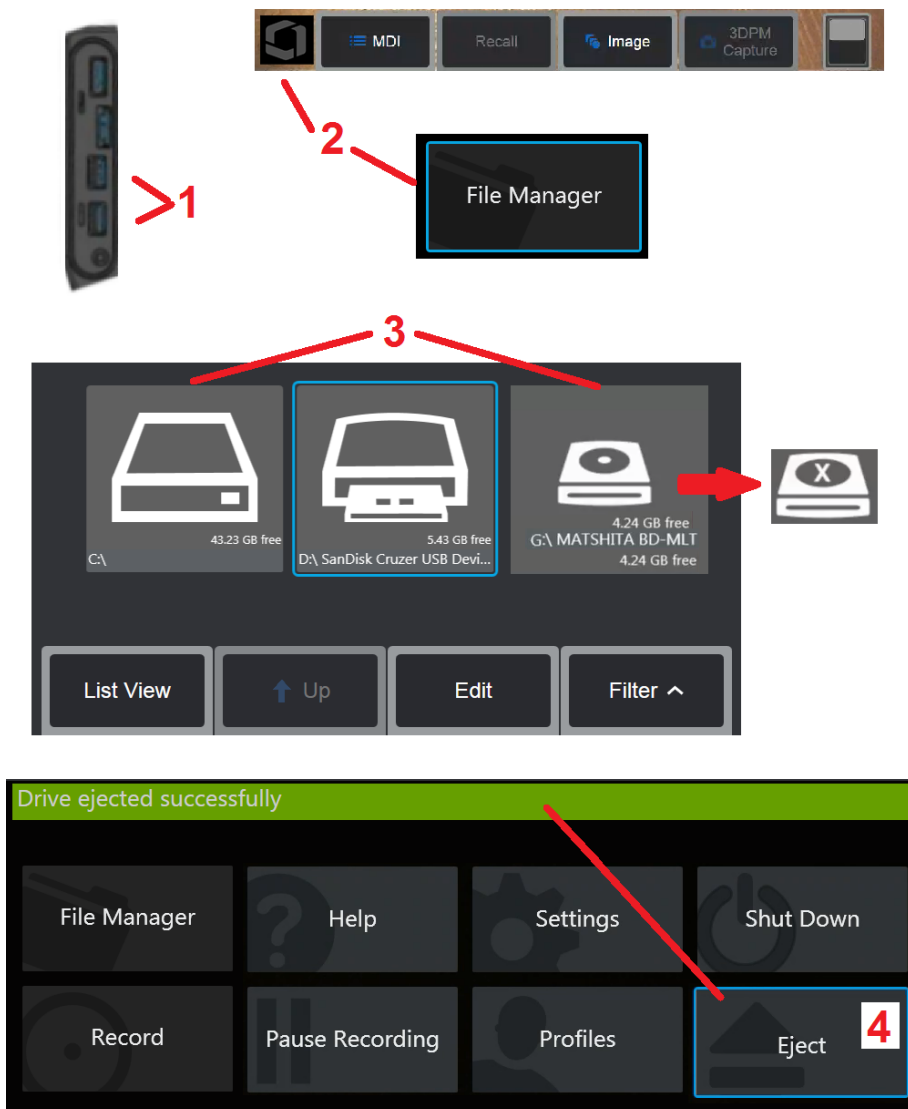 MDI
Recall
Image
3DPM
Capture
2
File Manager
1
3
43.23 GB free
C:\
5.43 GB free
D:\ SanDisk Cruzer USB Devi...
4.24 GB free
G:\ MATSHITA BD-MLT
4.24 GB free
X
List View
Up
Edit
Filter
Drive ejected successfully
File Manager
Help
Settings
Shut Down
Record
Pause Recording
Profiles
Eject
4